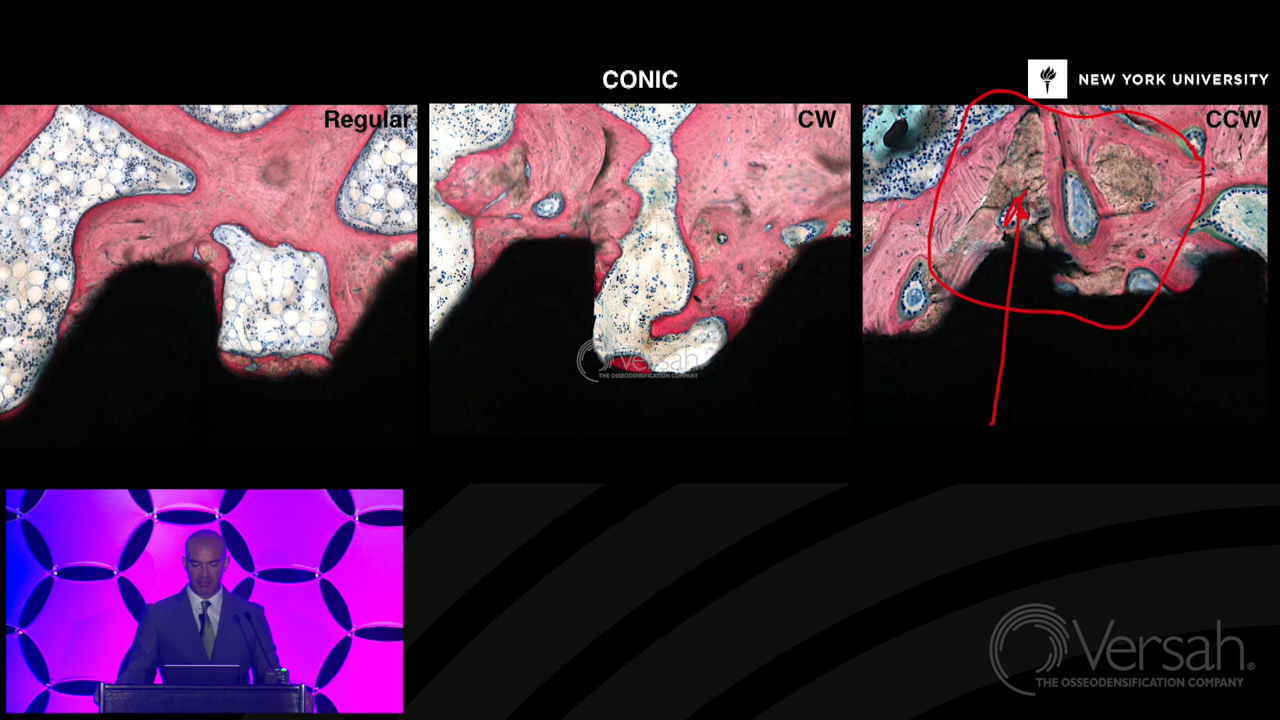 CONIC
NEW YORK UNIVERSITY
Regular
CW
CCW
Versah
THE OSSEODENSIFICATION COMPANY
Versah®
THE OSSEODENSIFICATION COMPANY